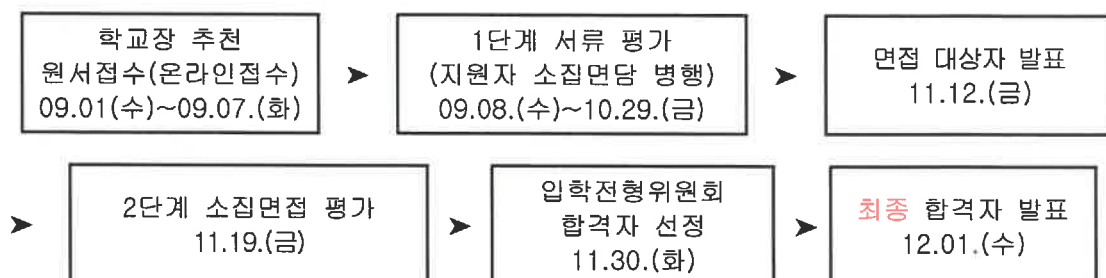 학교장 추천
원서접수(온라인접수)
09.01(수)~09.07.(화)
➤
1단계 서류 평가
(지원자 소집면담 병행)
09.08.(수)~10.29.(금)
➤
면접 대상자 발표
11.12.(금)
➤
2단계 소집면접 평가
11.19.(금)
➤
입학전형위원회
합격자 선정
11.30.(화)
➤
최종 합격자 발표
12.01.(수)